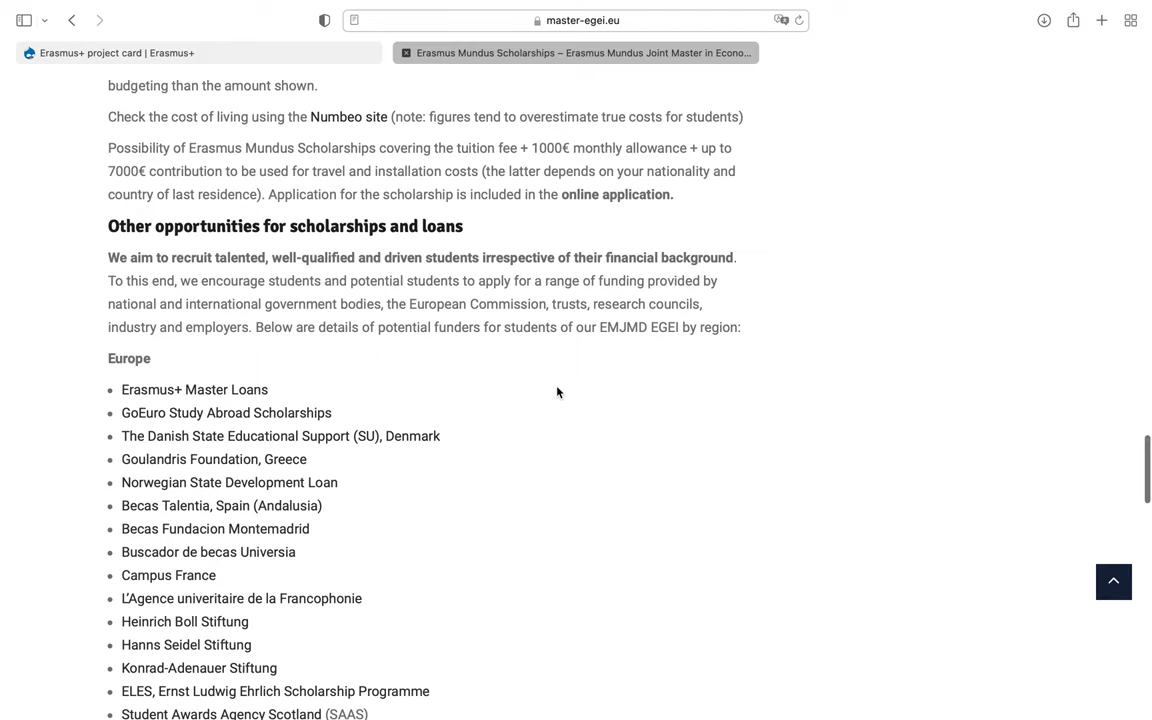 master-egei.eu
Erasmus+ project card | Erasmus+
Erasmus Mundus Scholarships – Erasmus Mundus Joint Master in Econo...
budgeting than the amount shown.
Check the cost of living using the Numbeo site (note: figures tend to overestimate true costs for students)
Possibility of Erasmus Mundus Scholarships covering the tuition fee + 1000€ monthly allowance + up to
7000€ contribution to be used for travel and installation costs (the latter depends on your nationality and
country of last residence). Application for the scholarship is included in the online application.
Other opportunities for scholarships and loans
We aim to recruit talented, well-qualified and driven students irrespective of their financial background.
To this end, we encourage students and potential students to apply for a range of funding provided by
national and international government bodies, the European Commission, trusts, research councils,
industry and employers. Below are details of potential funders for students of our EMJMD EGEI by region:
Europe
Erasmus+ Master Loans
GoEuro Study Abroad Scholarships
The Danish State Educational Support (SU), Denmark
Goulandris Foundation, Greece
Norwegian State Development Loan
Becas Talentia, Spain (Andalusia)
Becas Fundacion Montemadrid
Buscador de becas Universia
Campus France
L'Agence univeritaire de la Francophonie
Heinrich Boll Stiftung
Hanns Seidel Stiftung
Konrad-Adenauer Stiftung
ELES, Ernst Ludwig Ehrlich Scholarship Programme
Student Awards Agency Scotland (SAAS)